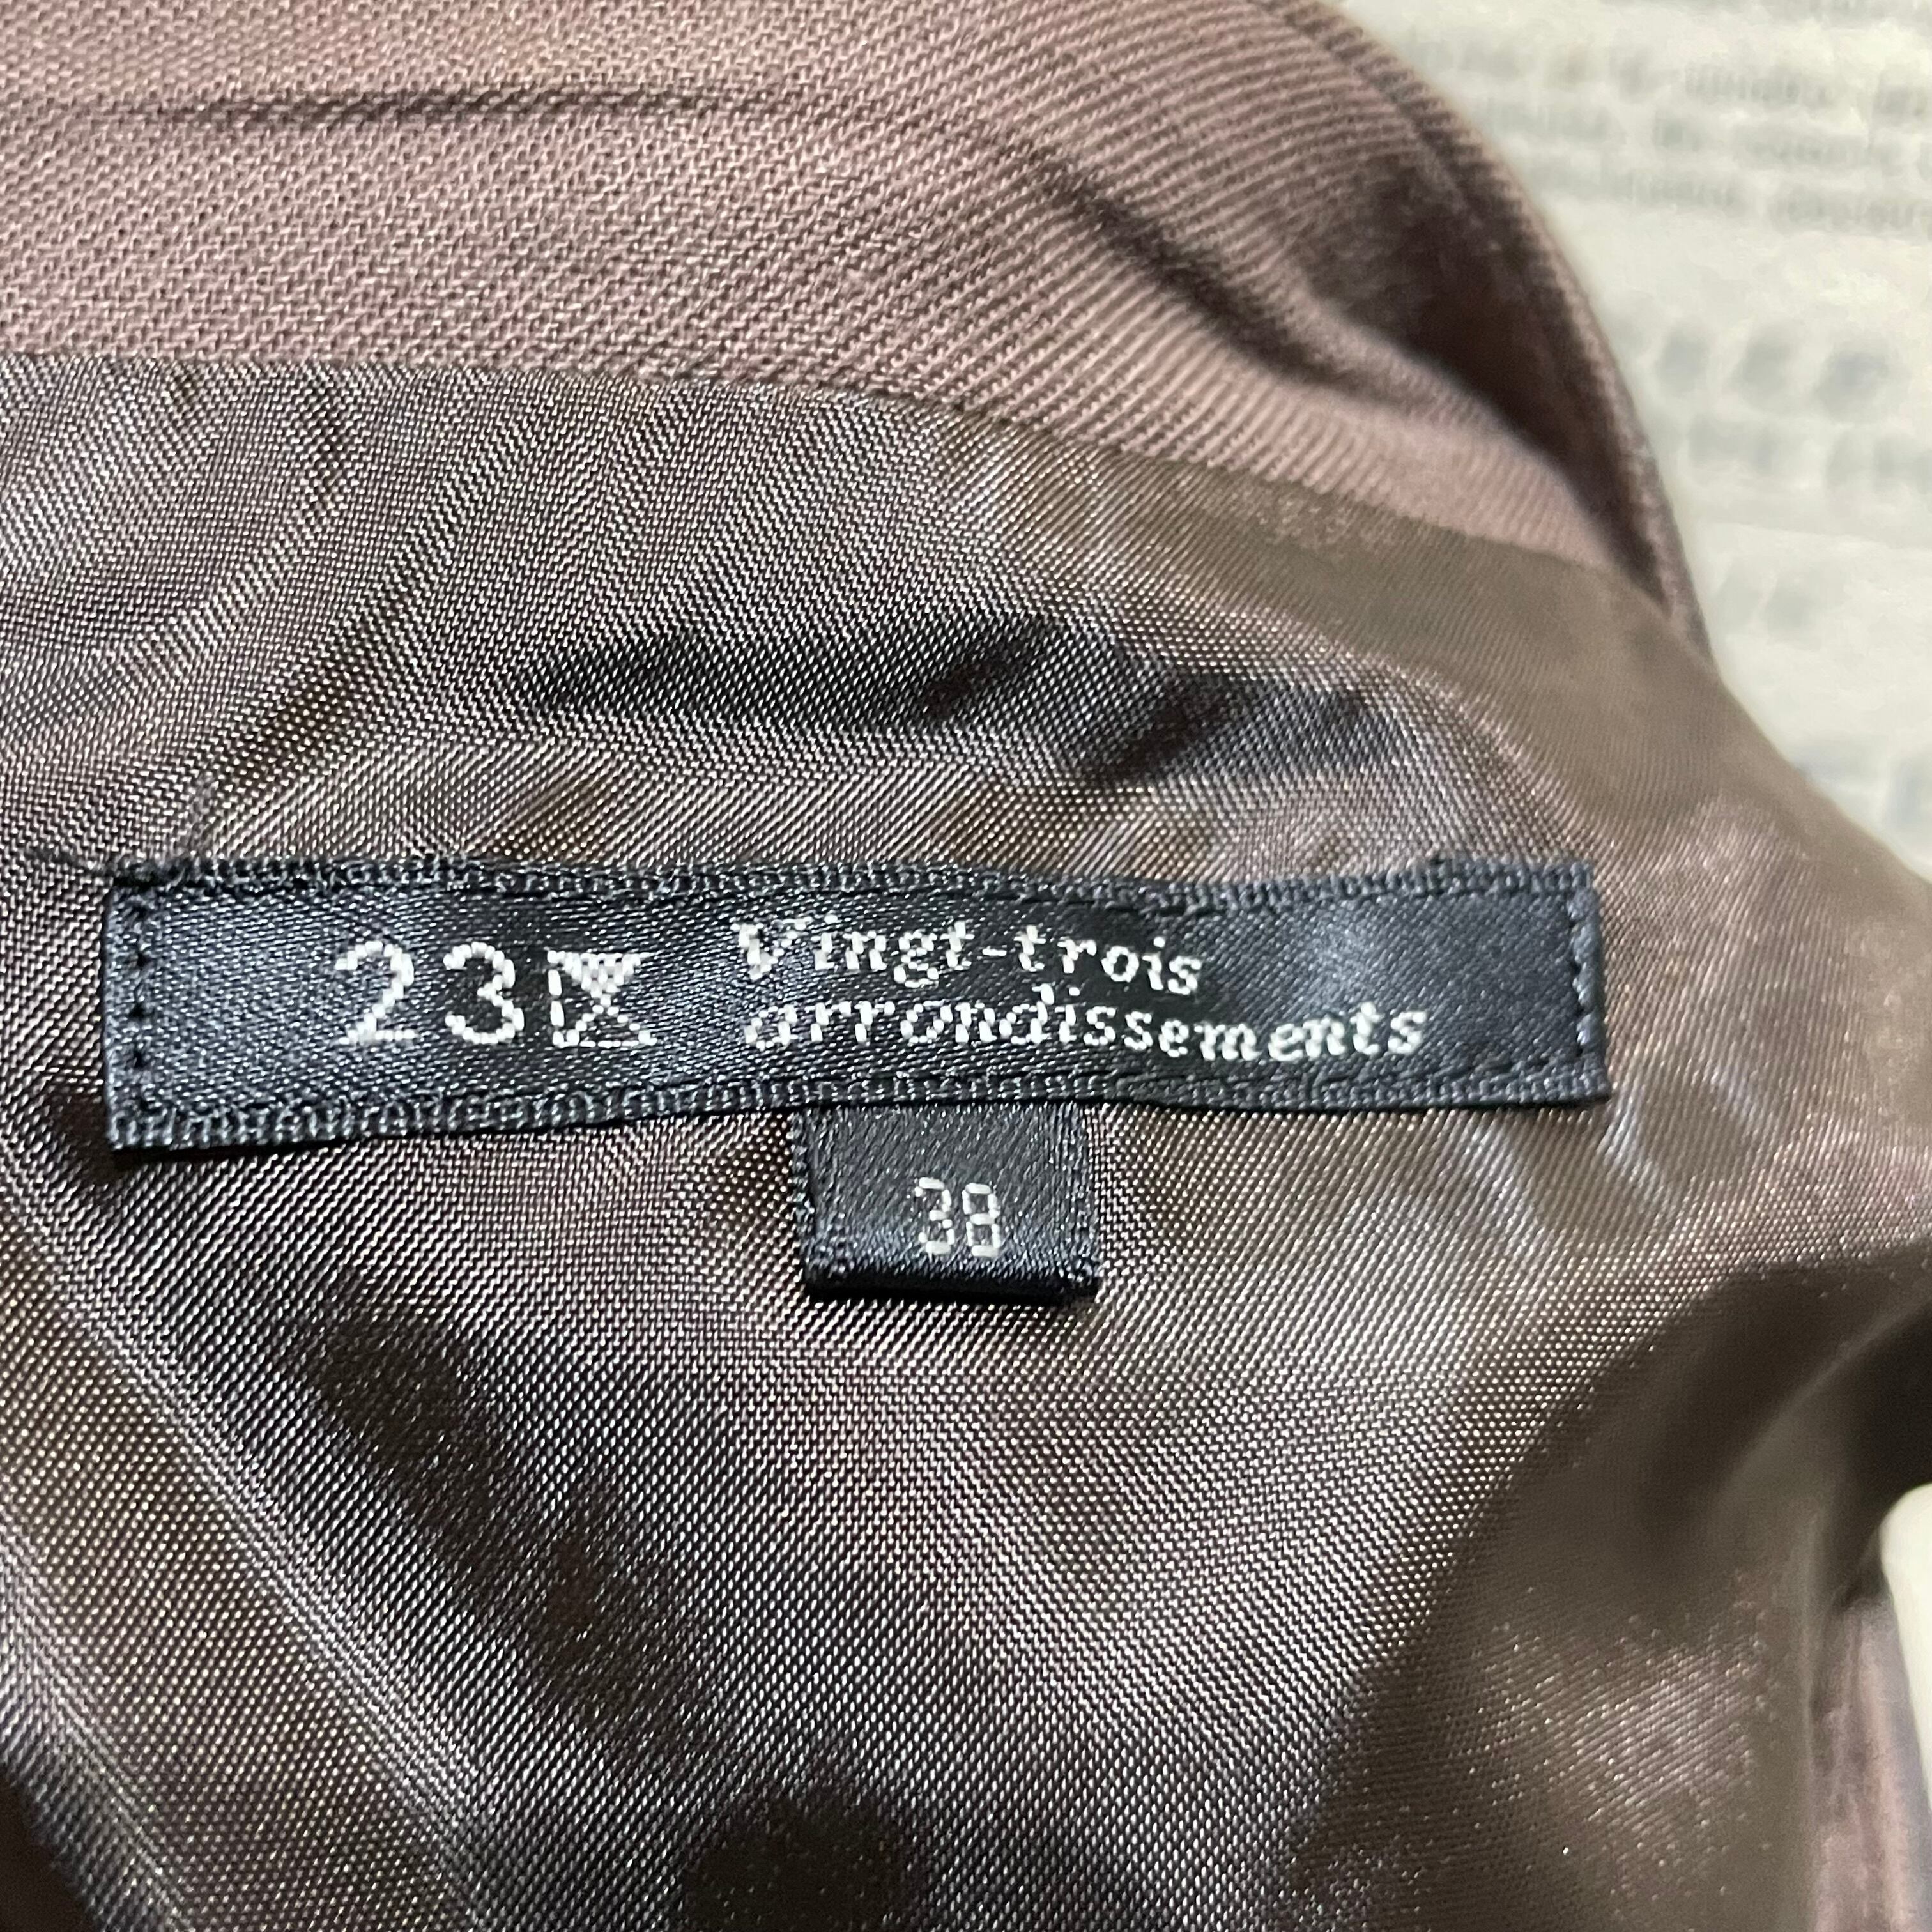 23区 Vingt-trois
arrondissements
38